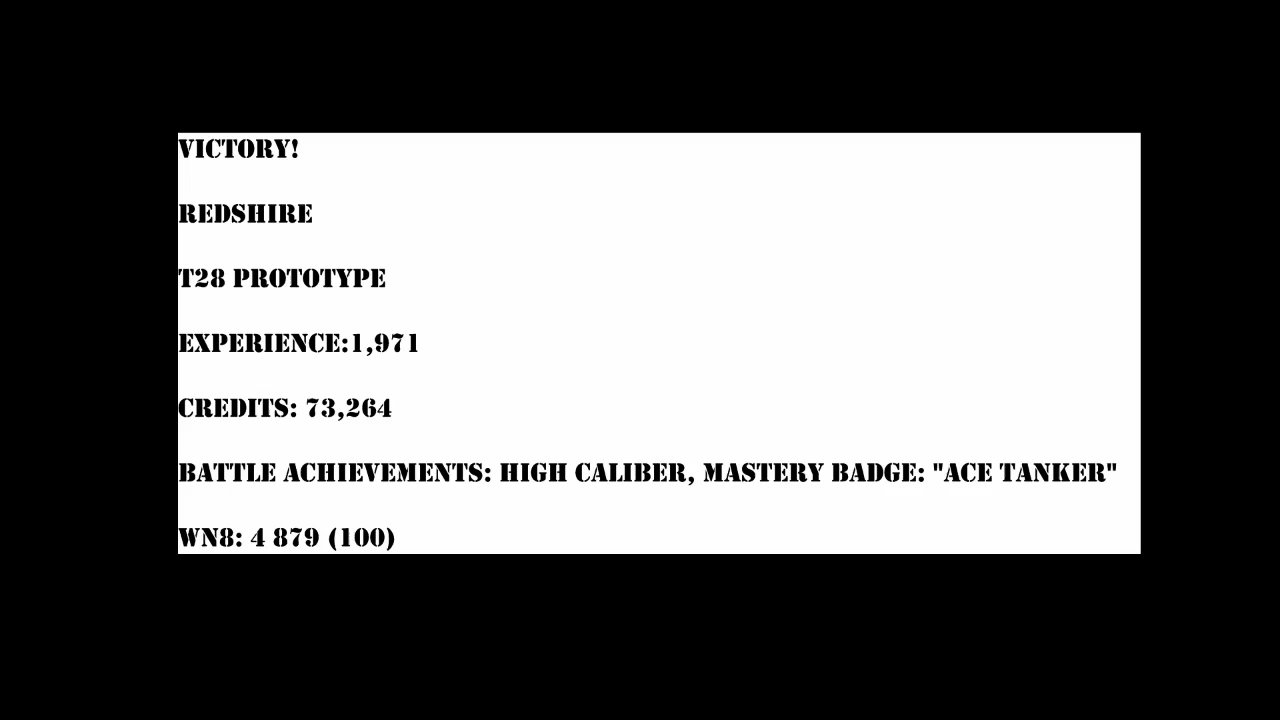 VICTORY!
REDSHIRE
T28 PROTOTYPE
EXPERIENCE:1,971
CREDITS: 73,264
BATTLE ACHIEVEMENTS: HIGH CALIBER, MASTERY BADGE: "ACE TANKER"
WN8: 4 879 (100)